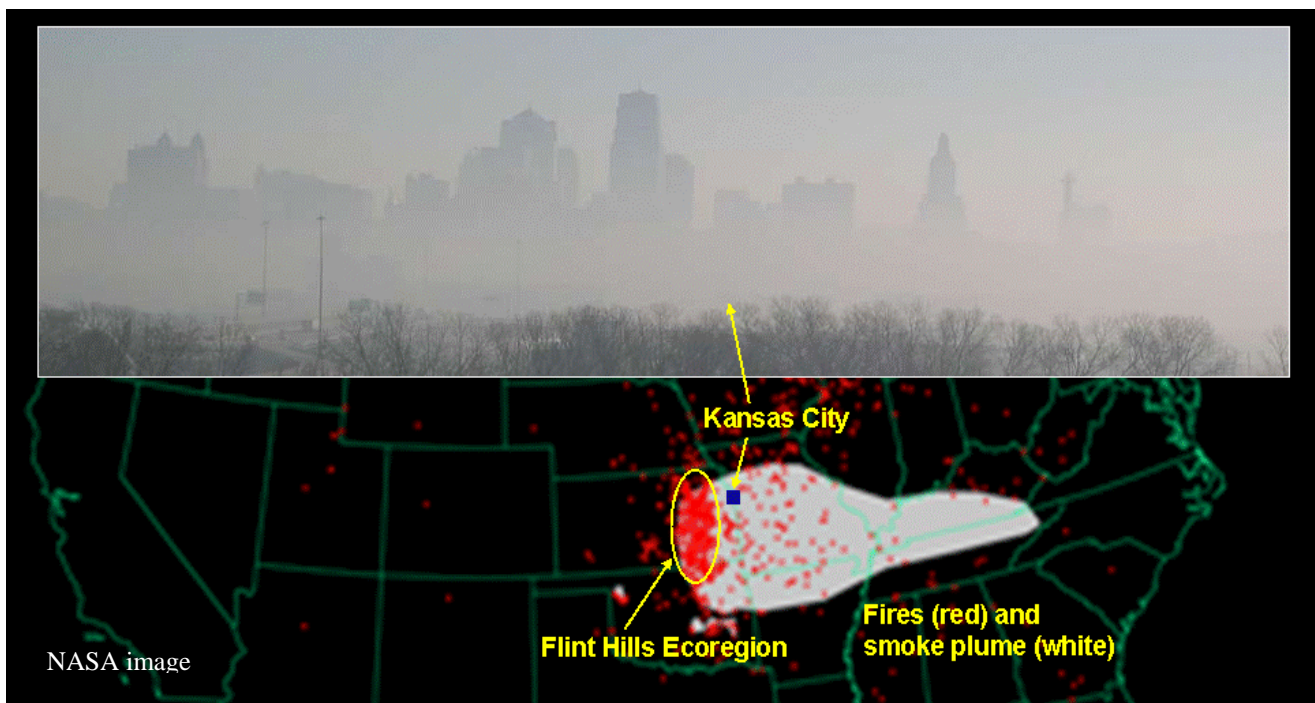 Kansas City
Flint Hills Ecoregion
Fires (red) and
smoke plume (white)
NASA image